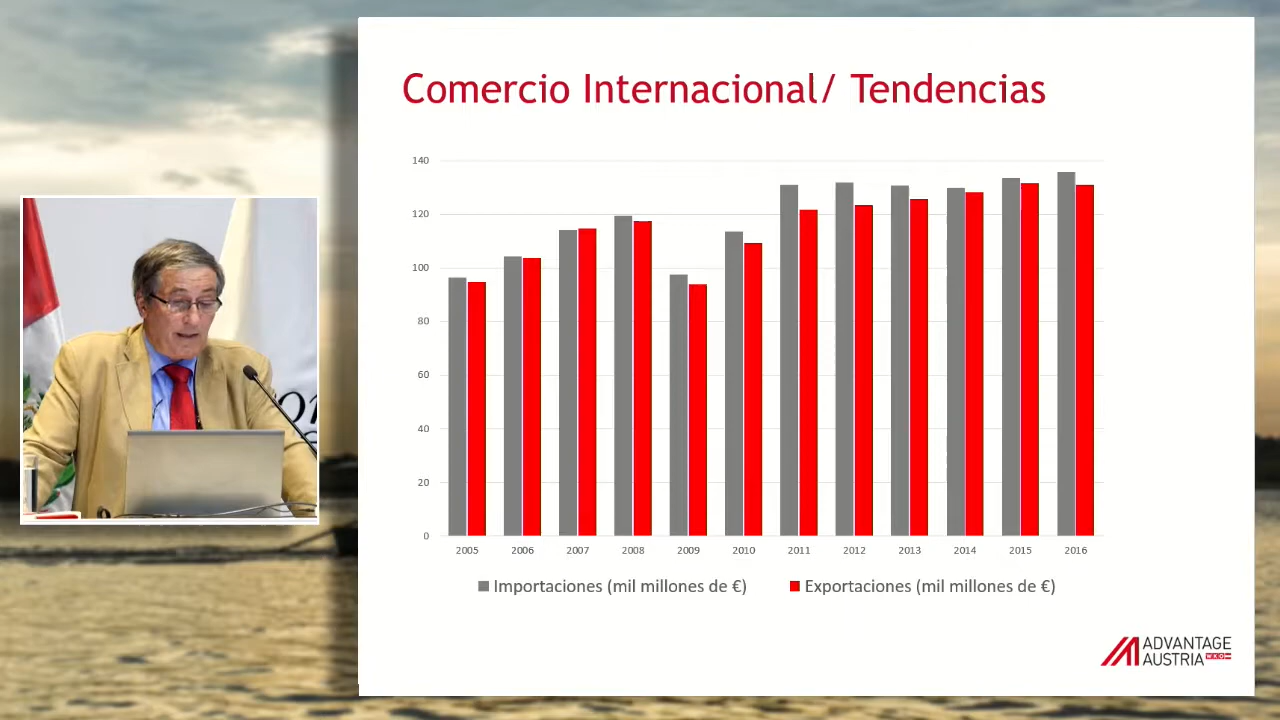 Comercio Internacional/ Tendencias
140
120
100
80
60
40
20
0
2005 2006 2007 2008 2009 2010 2011 2012 2013 2014 2015 2016
Importaciones (mil millones de €) Exportaciones (mil millones de €)
ADVANTAGE
AUSTRIA WKO